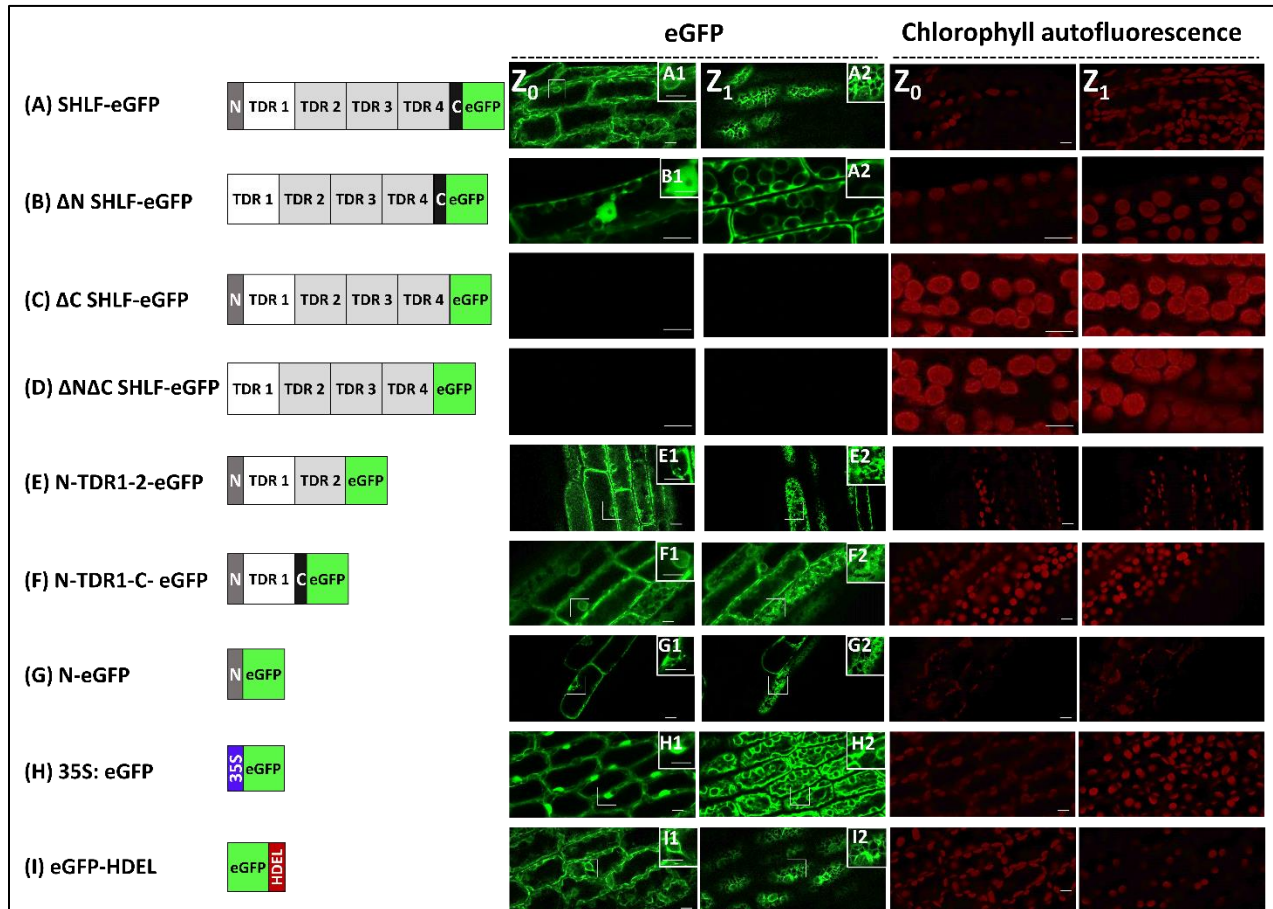 eGFP Chlorophyll autofluorescence
(A) SHLF-eGFP N TDR 1 TDR 2 TDR 3 TDR 4 C eGFP Z0 A1 Z1 A2 Z0 Z1
(B) ΔN SHLF-eGFP TDR 1 TDR 2 TDR 3 TDR 4 C eGFP B1 A2
(C) ΔC SHLF-eGFP N TDR 1 TDR 2 TDR 3 TDR 4 eGFP
(D) ΔNΔC SHLF-eGFP TDR 1 TDR 2 TDR 3 TDR 4 eGFP
(E) N-TDR1-2-eGFP N TDR 1 TDR 2 eGFP E1 E2
(F) N-TDR1-C- eGFP N TDR 1 C eGFP F1 F2
(G) N-eGFP N eGFP G1 G2
(H) 35S: eGFP 35S eGFP H1 H2
(I) eGFP-HDEL eGFP HDEL I1 I2